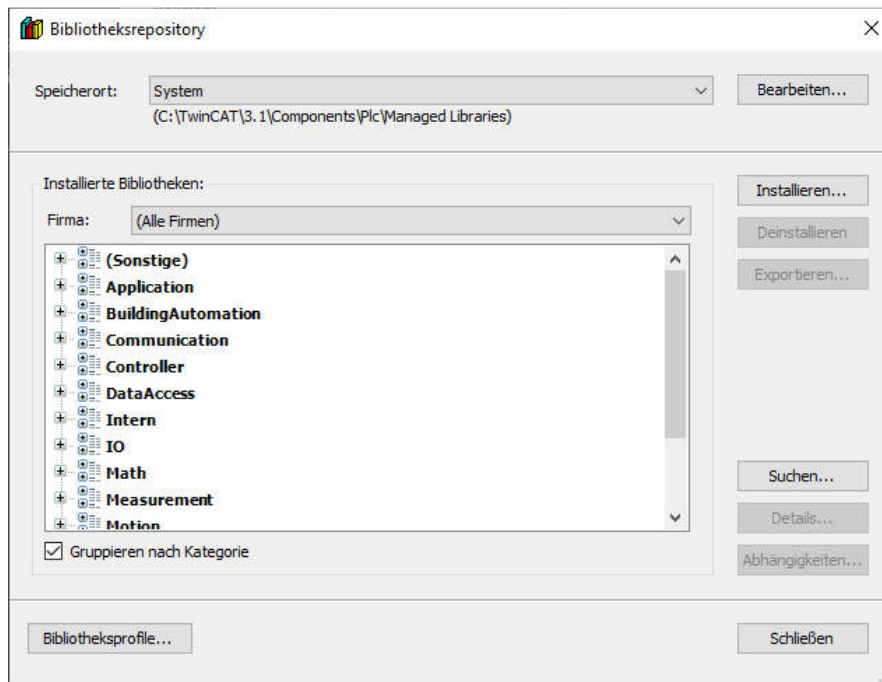 Bibliotheksrepository
Speicherort: System Bearbeiten...
(C:\TwinCAT\3.1\Components\Plc\Managed Libraries)
Installierte Bibliotheken: Installieren...
Firma: (Alle Firmen) Deinstallieren
(Sonstige) Exportieren...
Application
BuildingAutomation
Communication
Controller
DataAccess
Intern
IO
Math Suchen...
Measurement Details...
Motion
Gruppieren nach Kategorie Abhängigkeiten...
Bibliotheksprofile... Schließen